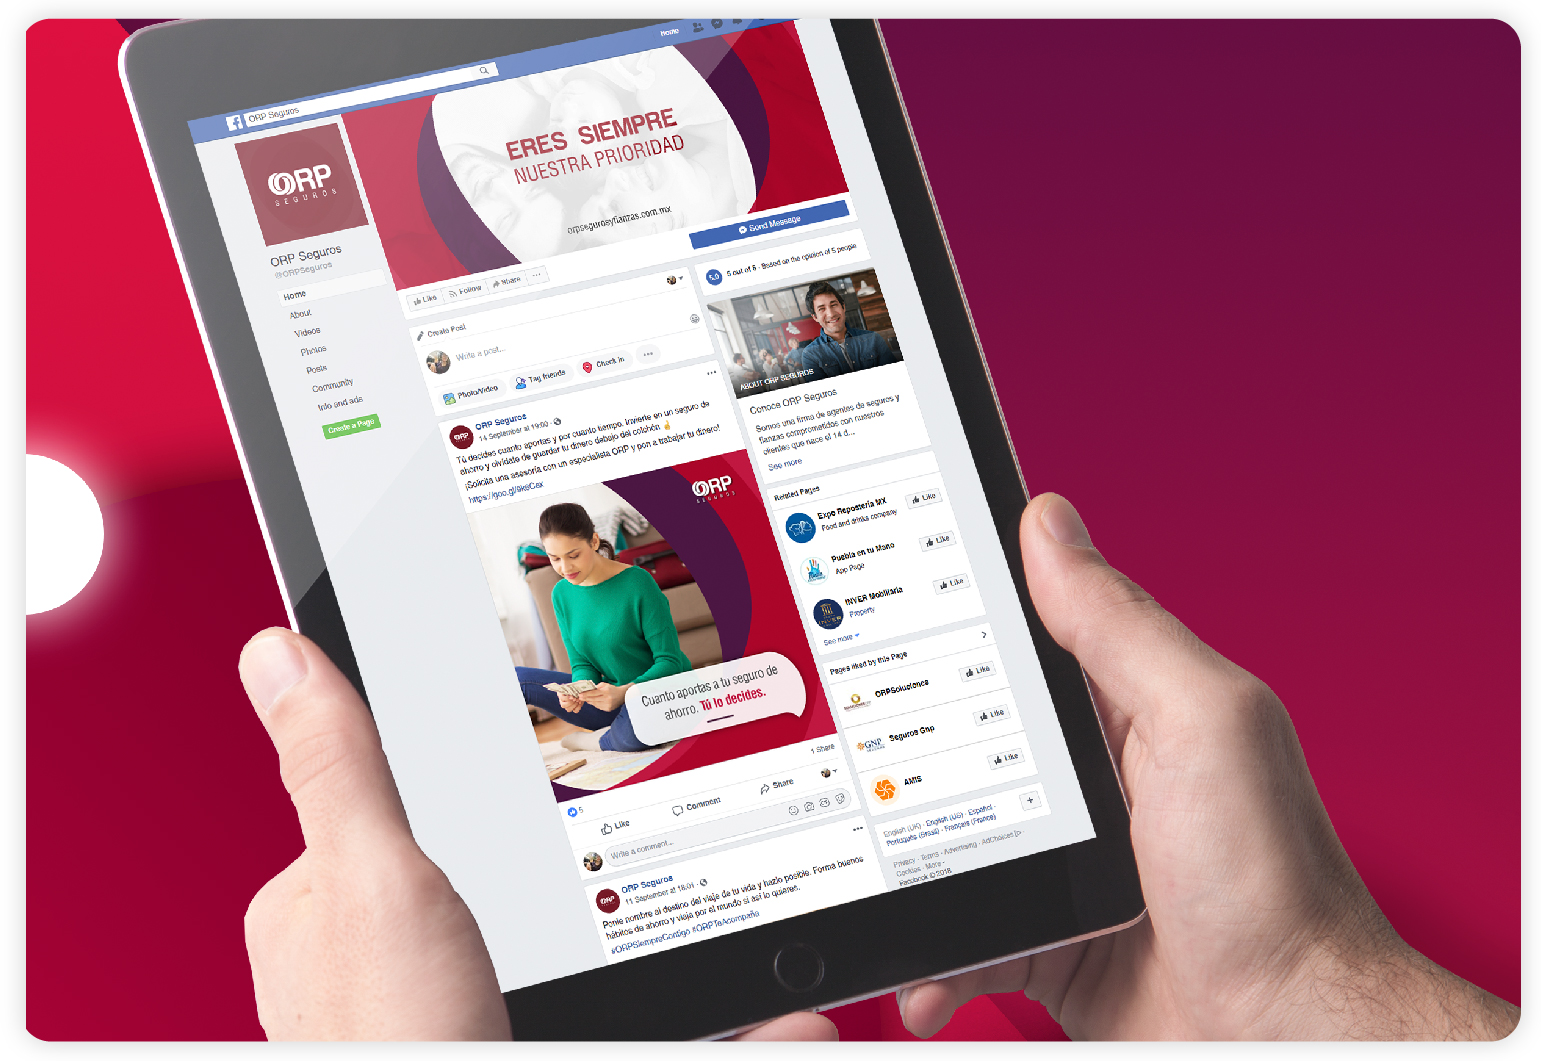 Home
ORP Seguros
ERES SIEMPRE
NUESTRA PRIORIDAD
orpsegurosyfianzas.com.mx
ORP
SEGUROS
ORP Seguros
@ORPSeguros
Home
About
Videos
Photos
Posts
Community
Info and ads
Create a Page
Like
Follow
Share
Send Message
5.0
5 out of 5 · Based on the opinion of 5 people
Create Post
Write a post...
Photo/Video
Tag friends
Check in
ORP Seguros
14 September at 19:00 ·
Tú decides cuanto aportas y por cuanto tiempo. Invierte en un seguro de
ahorro y olvídate de guardar tu dinero debajo del colchón
¡Solicita una asesoría con un especialista ORP y pon a trabajar tu dinero!
ORP
SEGUROS
Cuanto aportas a tu seguro de
ahorro. Tú lo decides.
1 Share
5
Like
Comment
Share
Write a comment...
ORP Seguros
11 September at 18:01 ·
Ponle nombre al destino del viaje de tu vida y hazlo posible. Forma buenos
hábitos de ahorro y viaja por el mundo si así lo quieres.
#ORPSiempreContigo #ORPTeAcompaña
ABOUT ORP SEGUROS
Conoce ORP Seguros
Somos una firma de agentes de seguros y
fianzas comprometidos con nuestros
clientes que nace el 14 d...
See more
Related Pages
Expo Repostería MX
Food and drinks company
Like
Puebla en tu Mano
App Page
Like
INVER Mobiliaria
Property
Like
See more
Pages liked by this Page
ORPSoluciones
Like
GNP
Seguros Gnp
Like
AMIS
Like
English (UK) · English (US) · Español ·
Português (Brasil) · Français (France)
Privacy · Terms · Advertising · AdChoices
Cookies · More ·
Facebook © 2018